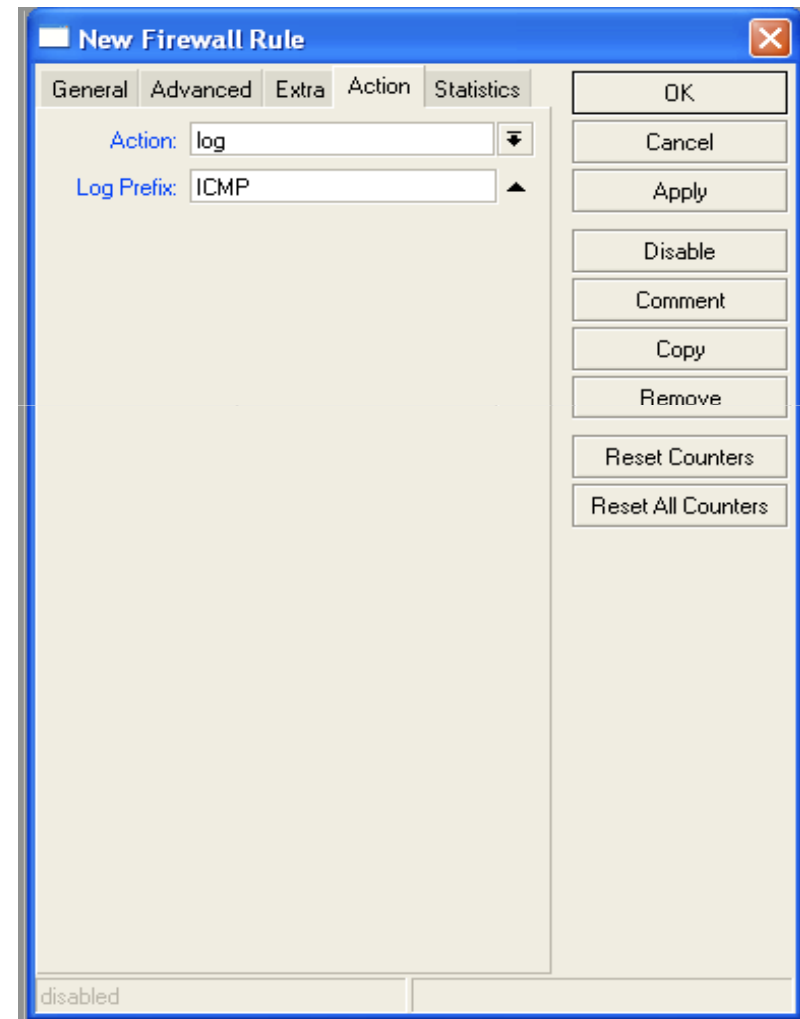 New Firewall Rule
General Advanced Extra Action Statistics
Action: log
Log Prefix: ICMP
OK
Cancel
Apply
Disable
Comment
Copy
Remove
Reset Counters
Reset All Counters
disabled